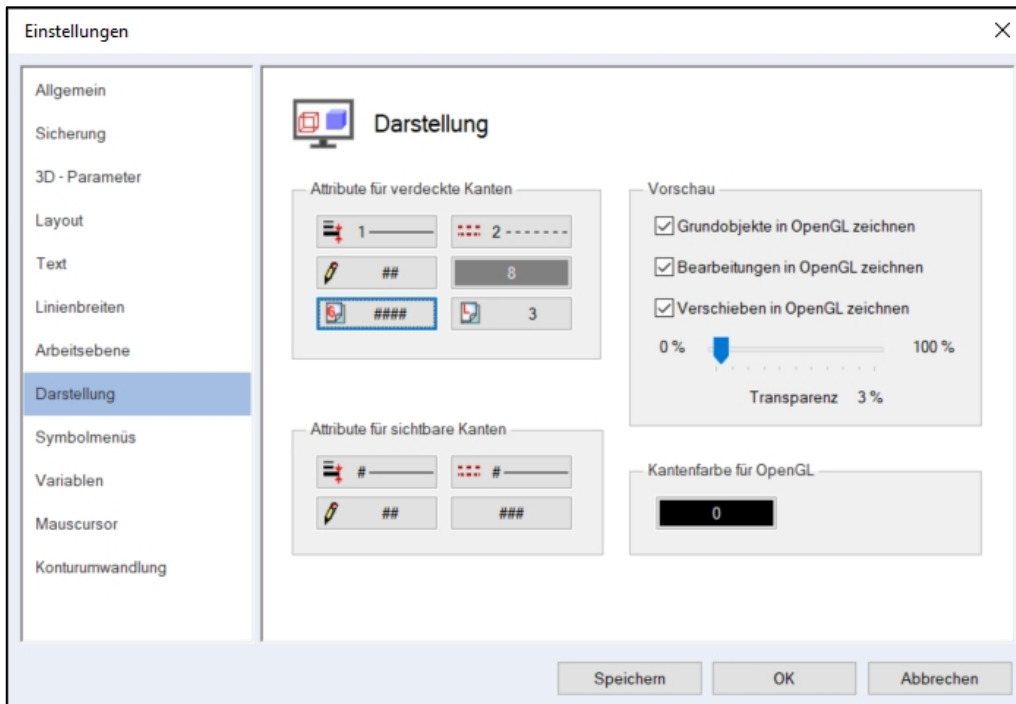 Einstellungen
Allgemein
Sicherung
3D - Parameter
Layout
Text
Linienbreiten
Arbeitsebene
Darstellung
Symbolmenüs
Variablen
Mauscursor
Konturumwandlung
Darstellung
Attribute für verdeckte Kanten
1
2
##
8
G
####
L
3
Attribute für sichtbare Kanten
#
#
##
###
Vorschau
Grundobjekte in OpenGL zeichnen
Bearbeitungen in OpenGL zeichnen
Verschieben in OpenGL zeichnen
0 %
100 %
Transparenz 3 %
Kantenfarbe für OpenGL
0
Speichern
OK
Abbrechen